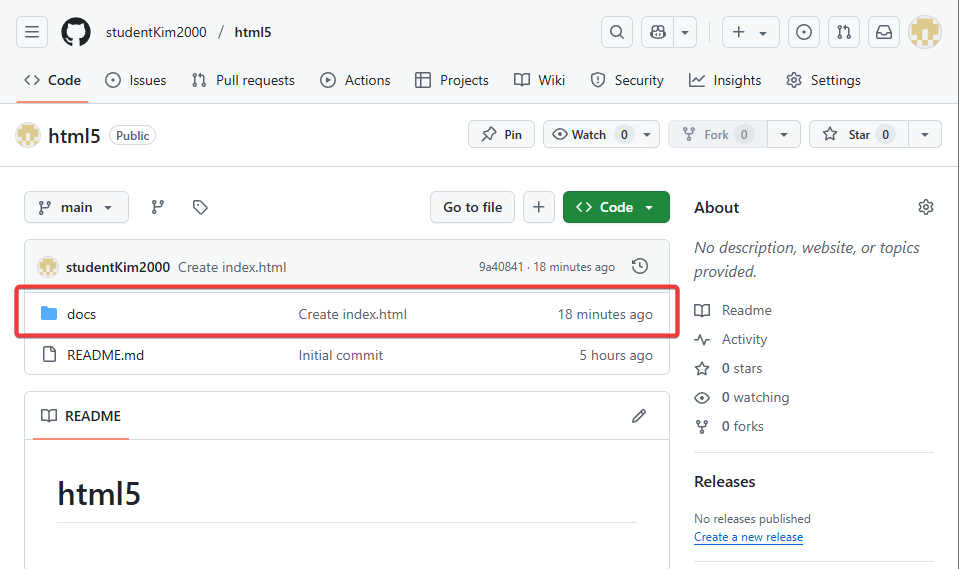 studentKim2000 / html5
Code Issues Pull requests Actions Projects Wiki Security Insights Settings
html5 Public Pin Watch 0 Fork 0 Star 0
main Go to file Code
studentKim2000 Create index.html 9a40841 · 18 minutes ago
docs Create index.html 18 minutes ago
README.md Initial commit 5 hours ago
README
html5
About
No description, website, or topics
provided.
Readme
Activity
0 stars
0 watching
0 forks
Releases
No releases published
Create a new release